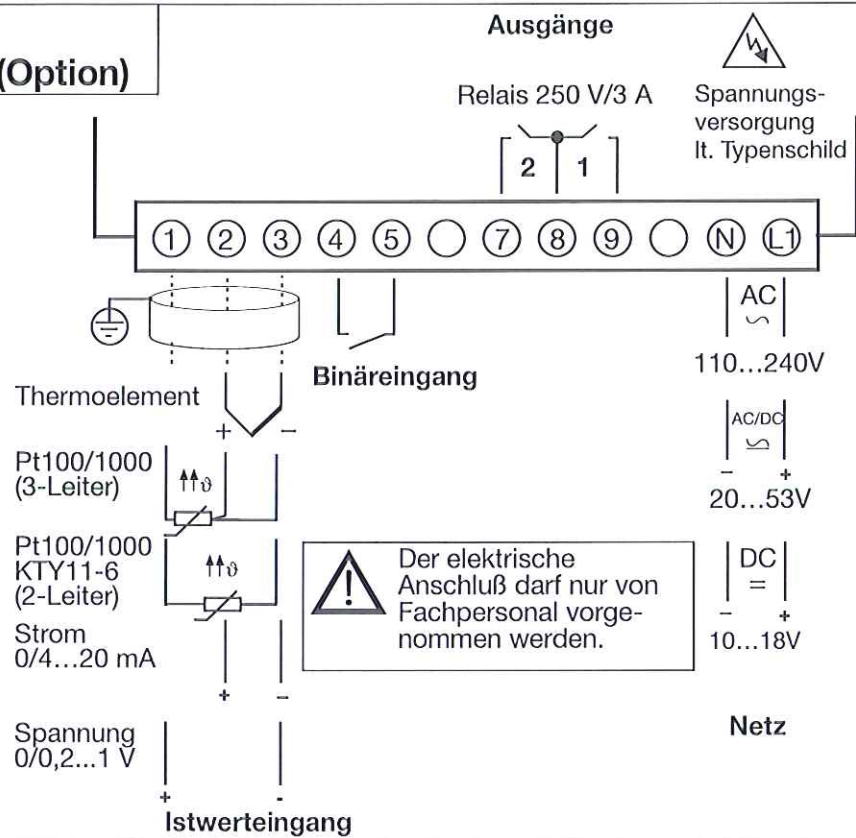 (Option)
Ausgänge
Relais 250 V/3 A
Spannungs-
versorgung
lt. Typenschild
2 1
1 2 3 4 5 7 8 9 N L1
AC
110...240V
Binäreingang
Thermoelement
+ −
AC/DC
− +
20...53V
Pt100/1000
(3-Leiter)
ϑ
Pt100/1000
KTY11-6
(2-Leiter)
ϑ
Der elektrische
Anschluß darf nur von
Fachpersonal vorge-
nommen werden.
DC
=
− +
10...18V
Strom
0/4...20 mA
+ −
Spannung
0/0,2...1 V
+ -
Netz
Istwerteingang